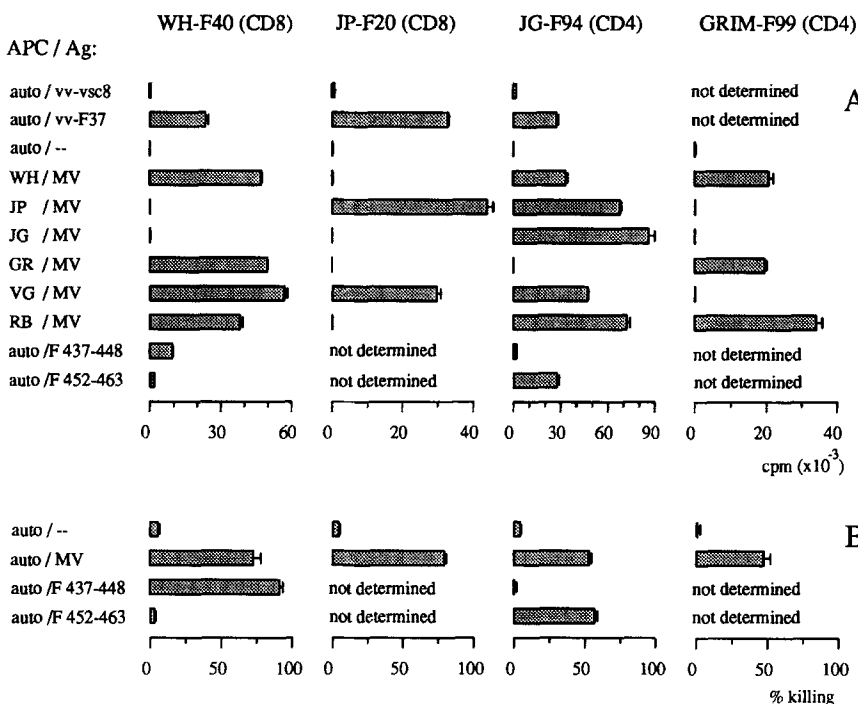 WH-F40 (CD8) JP-F20 (CD8) JG-F94 (CD4) GRIM-F99 (CD4)
APC / Ag:
A
auto / vv-vsc8 not determined
auto / vv-F37 not determined
auto / --
WH / MV
JP / MV
JG / MV
GR / MV
VG / MV
RB / MV
auto /F 437-448 not determined not determined
auto /F 452-463 not determined not determined
0 30 60 0 20 40 0 30 60 90 0 20 40
cpm (x10⁻³)
B
auto / --
auto / MV
auto /F 437-448 not determined not determined
auto /F 452-463 not determined not determined
0 50 100 0 50 100 0 50 100 0 50 100
% killing